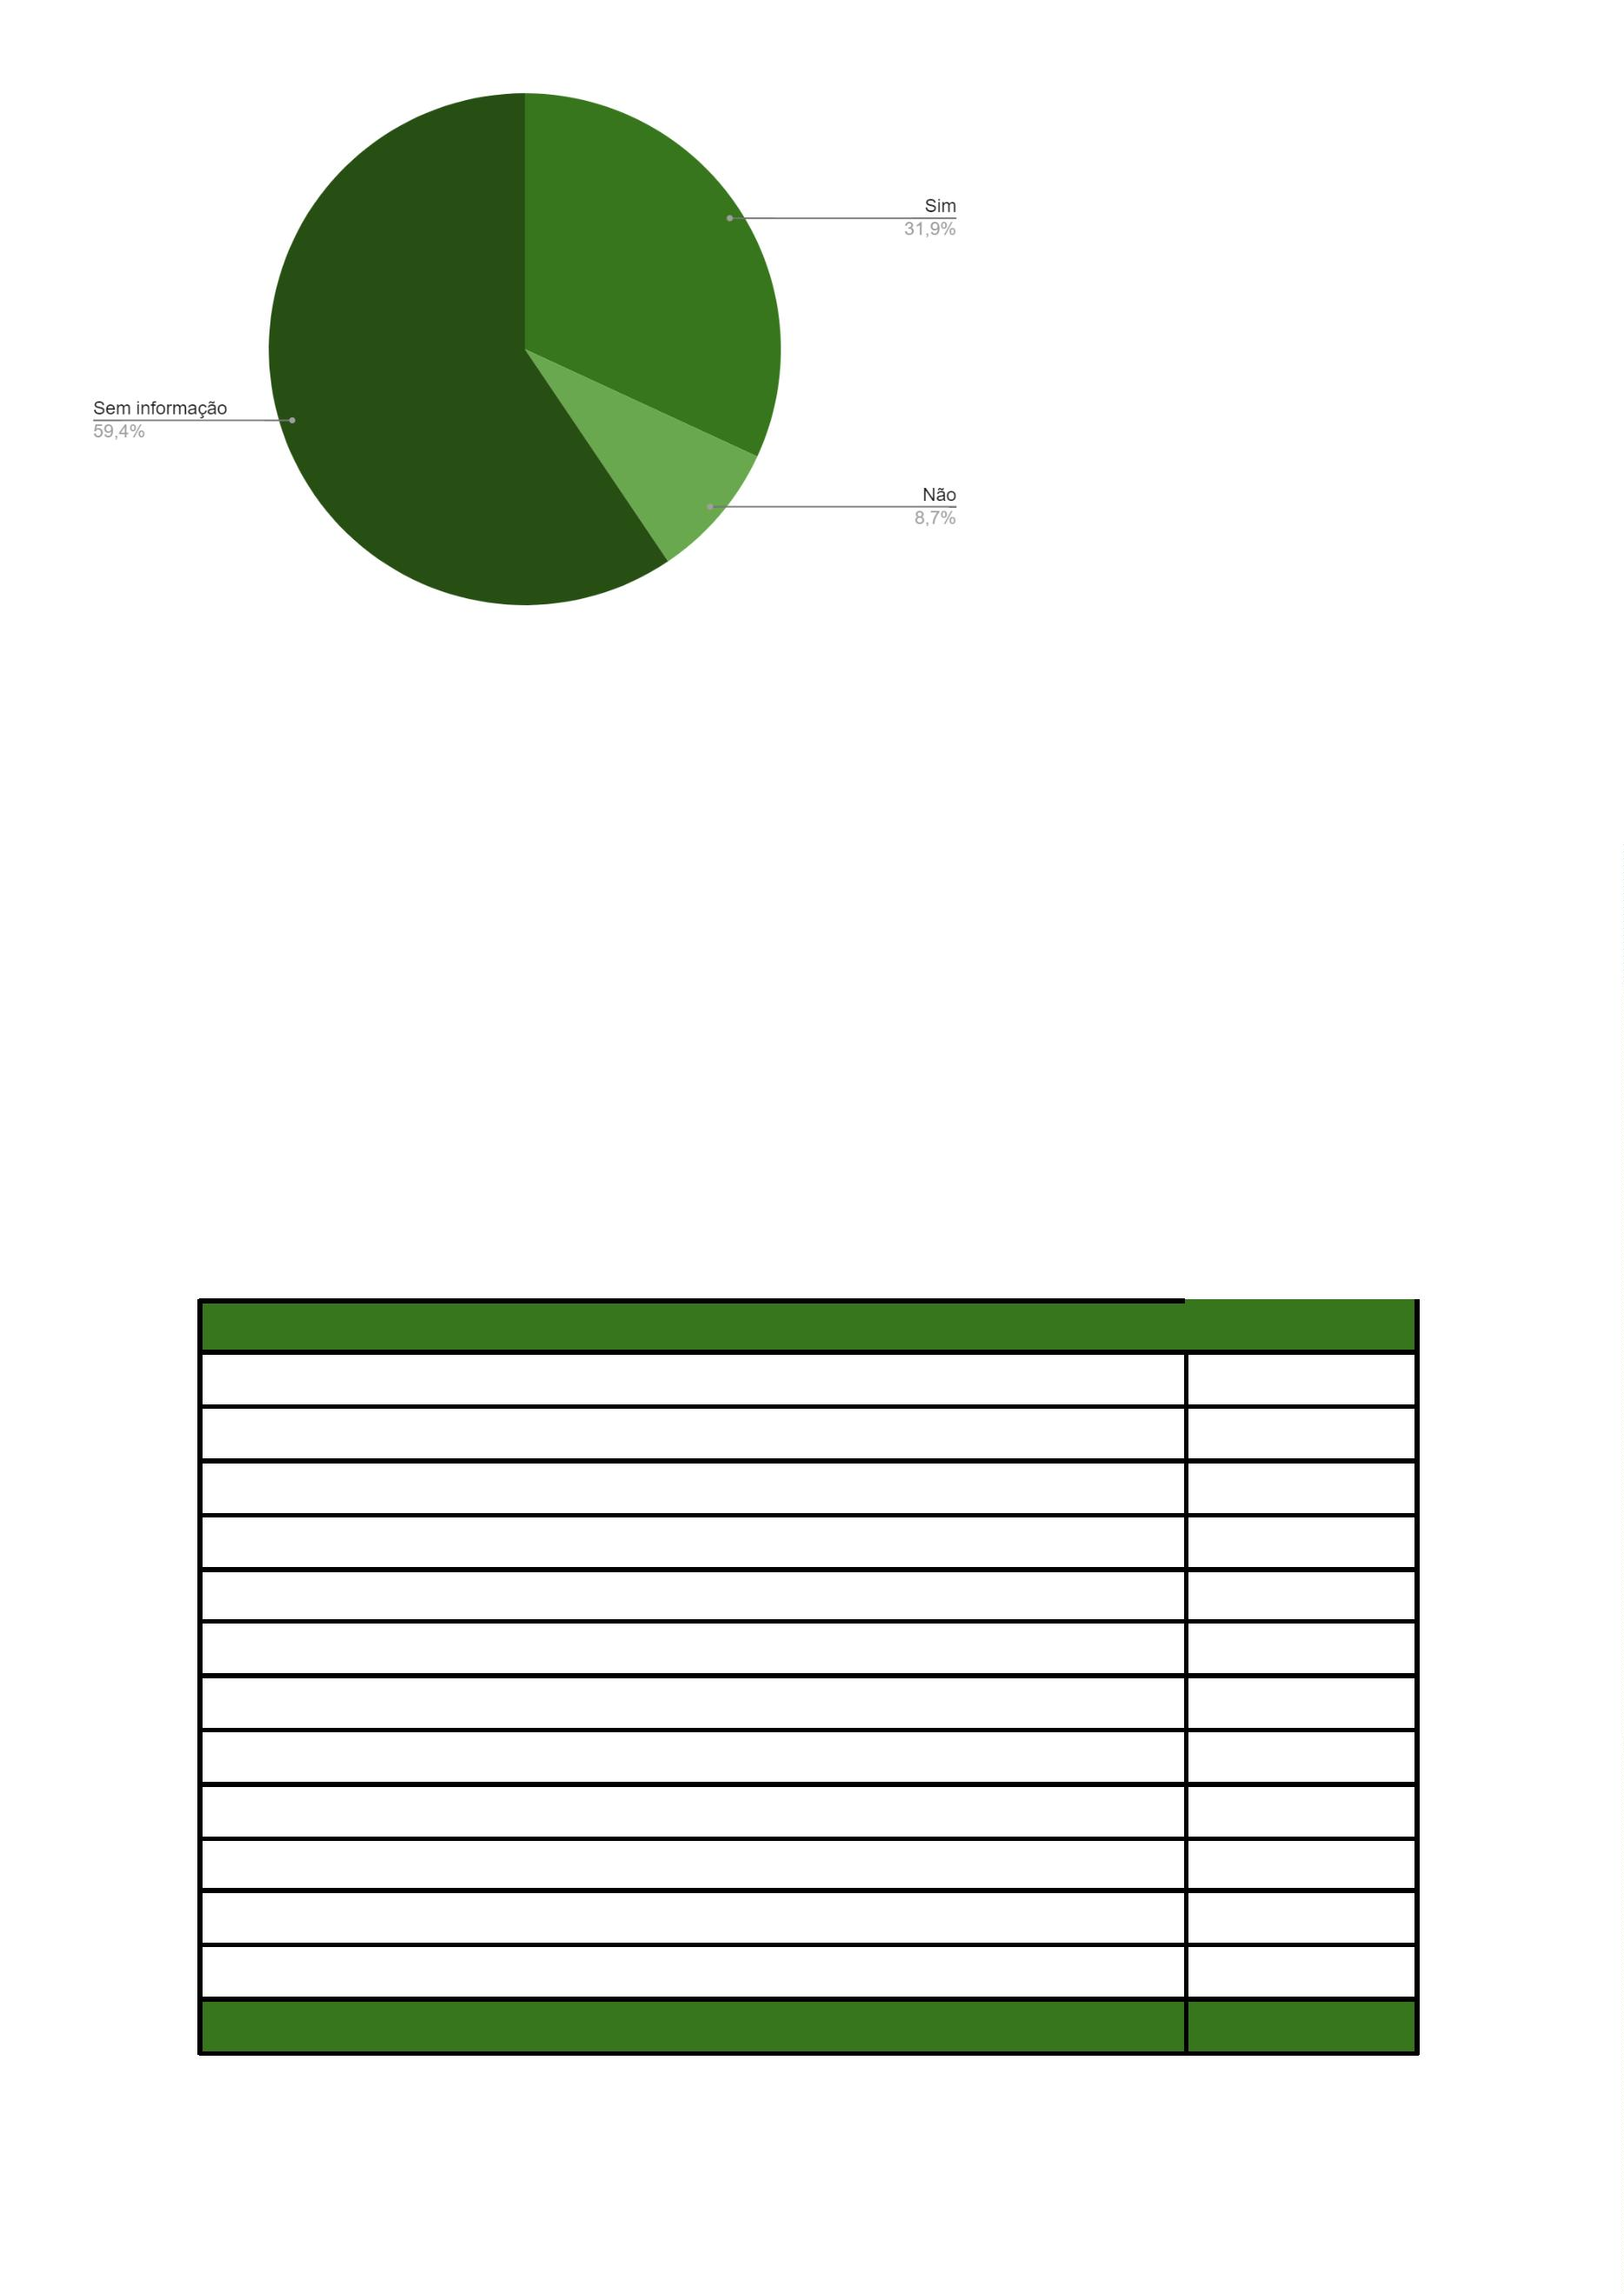 Sim
31,9%
Sem informação
59,4%
Não
8,7%